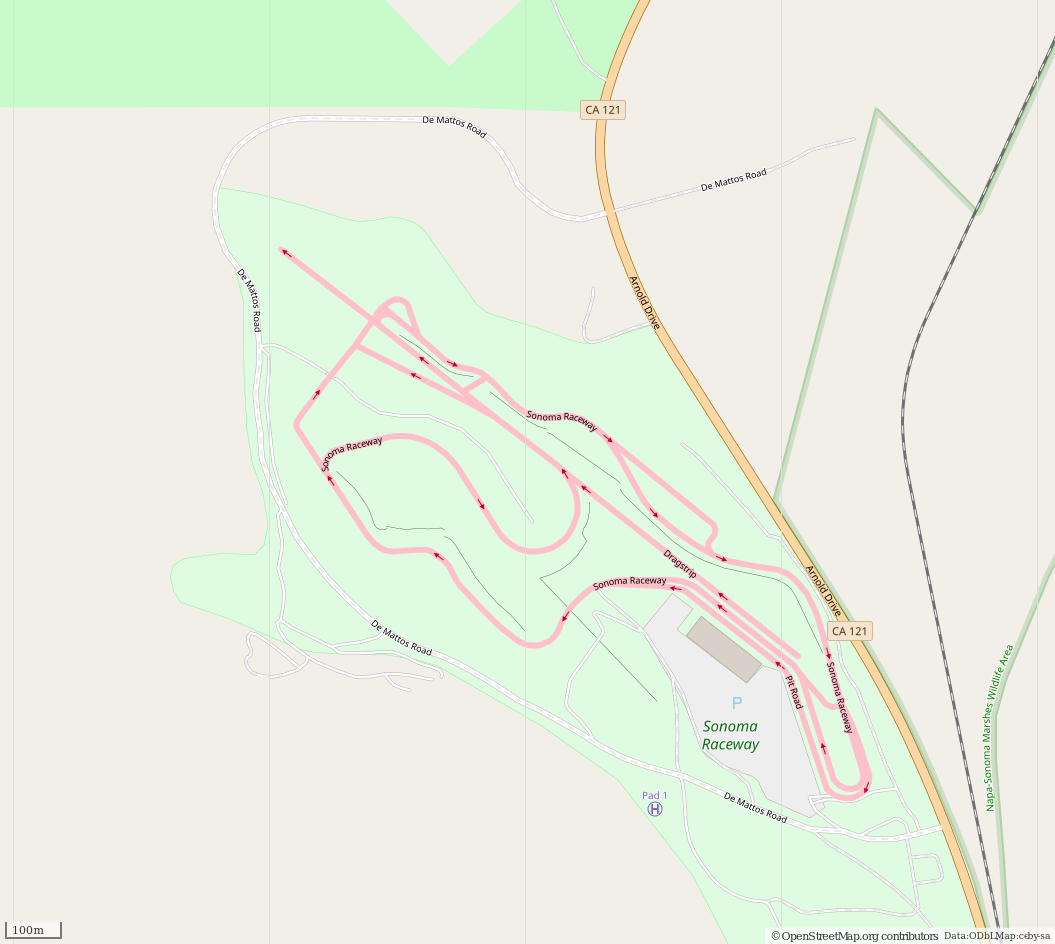 CA 121
De Mattos Road
De Mattos Road
De Mattos Road
Arnold Drive
Sonoma Raceway
Sonoma Raceway
Dragstrip
Sonoma Raceway
Arnold Drive
CA 121
De Mattos Road
Pit Road
Sonoma Raceway
Napa-Sonoma Marshes Wildlife Area
P
Sonoma
Raceway
Pad 1
H
De Mattos Road
100m
© OpenStreetMap.org contributors Data:ODbLMap:cc-by-sa